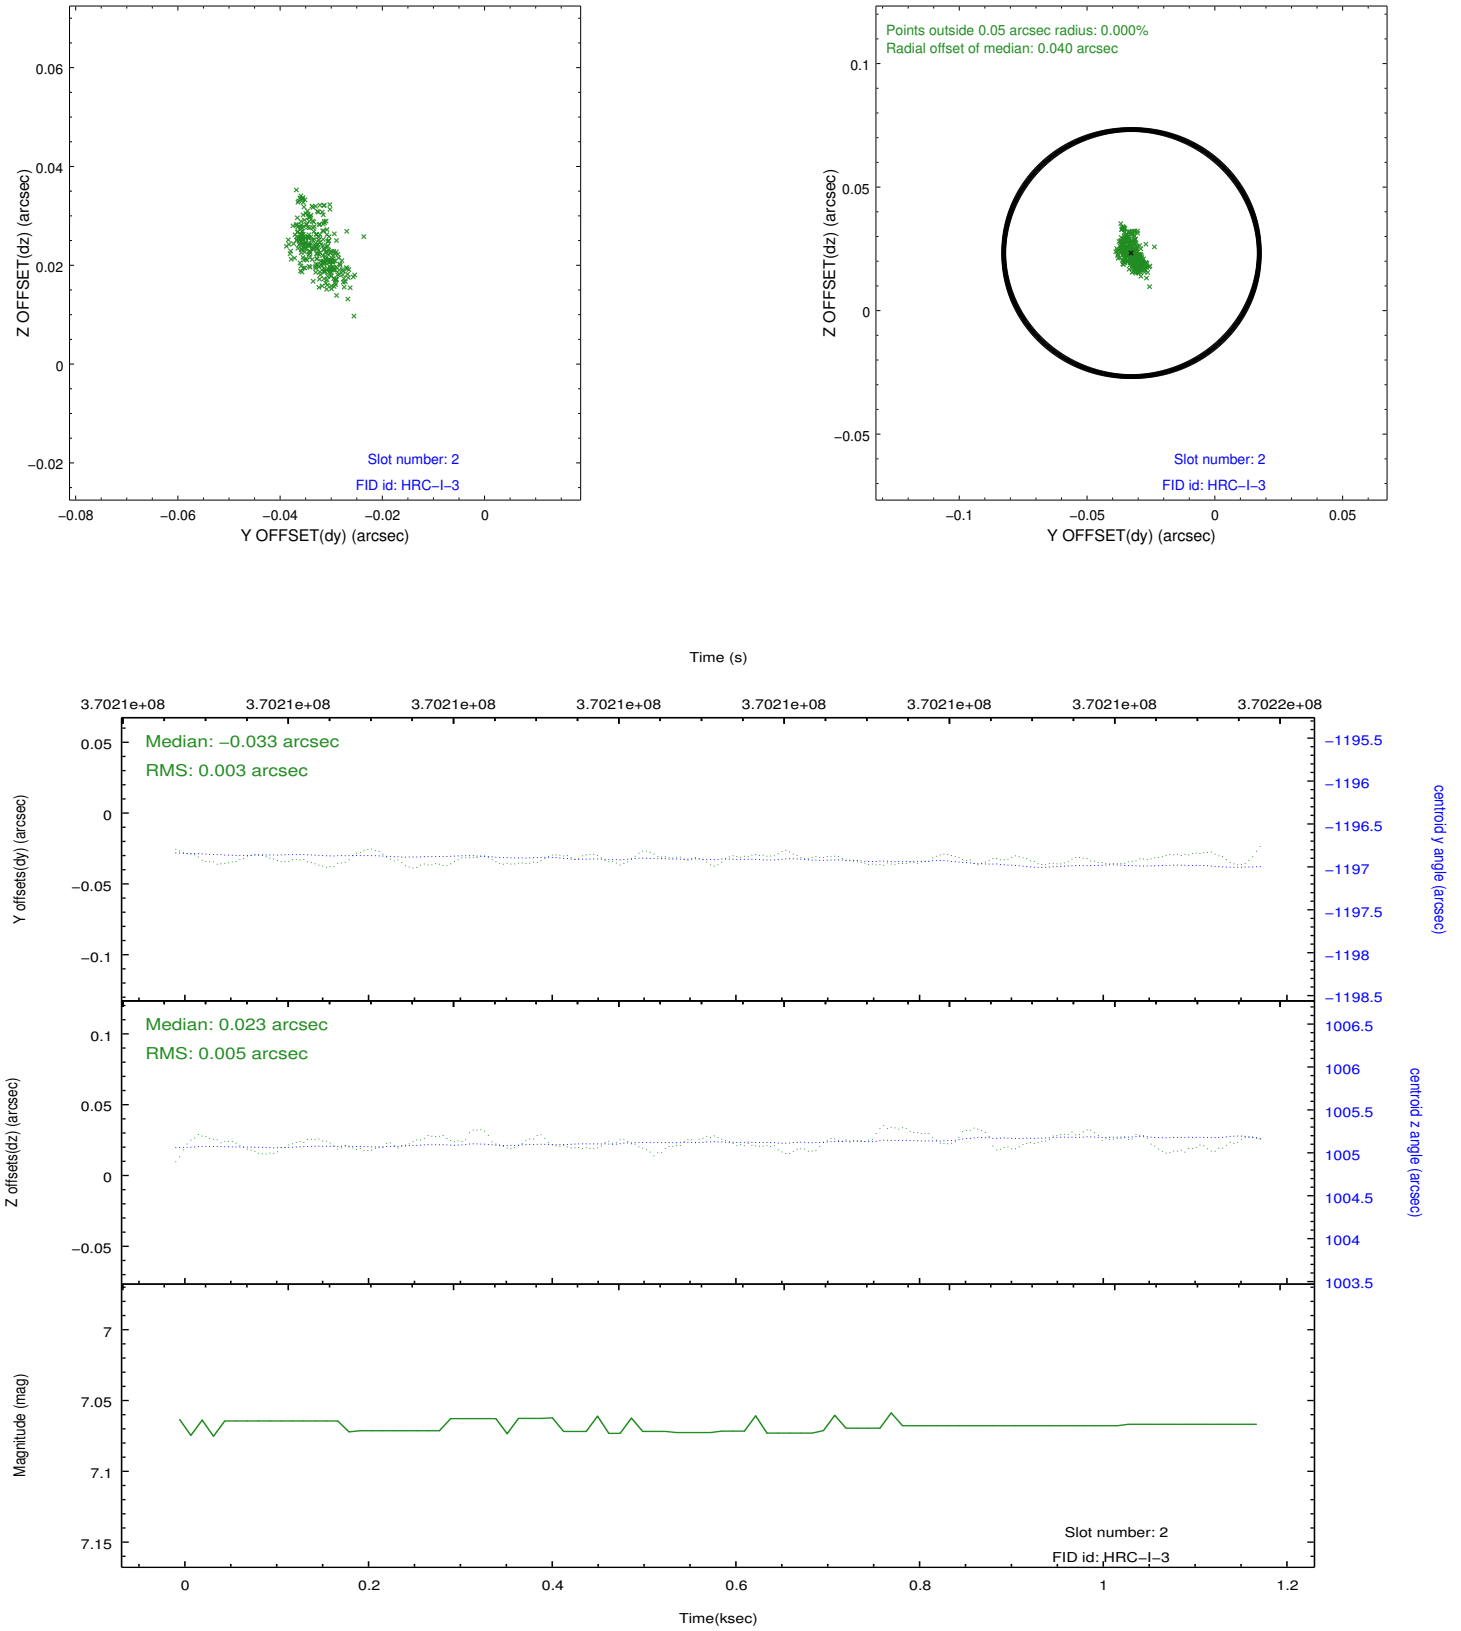 0.06
0.04
0.02
0
−0.02
Z OFFSET(dz) (arcsec)
Slot number: 2
FID id: HRC−I−3
−0.08 −0.06 −0.04 −0.02 0
Y OFFSET(dy) (arcsec)
Points outside 0.05 arcsec radius: 0.000%
Radial offset of median: 0.040 arcsec
0.1
0.05
0
−0.05
Z OFFSET(dz) (arcsec)
Slot number: 2
FID id: HRC−I−3
−0.1 −0.05 0 0.05
Y OFFSET(dy) (arcsec)
Time (s)
3.7021e+08 3.7021e+08 3.7021e+08 3.7021e+08 3.7021e+08 3.7021e+08 3.7021e+08 3.7022e+08
Median: −0.033 arcsec
RMS: 0.003 arcsec
0.05
0
−0.05
−0.1
Y offsets(dy) (arcsec)
−1195.5
−1196
−1196.5
−1197
−1197.5
−1198
−1198.5
centroid y angle (arcsec)
Median: 0.023 arcsec
RMS: 0.005 arcsec
0.1
0.05
0
−0.05
Z offsets(dz) (arcsec)
1006.5
1006
1005.5
1005
1004.5
1004
1003.5
centroid z angle (arcsec)
7
7.05
7.1
7.15
Magnitude (mag)
Slot number: 2
FID id: HRC−I−3
0 0.2 0.4 0.6 0.8 1 1.2
Time(ksec)